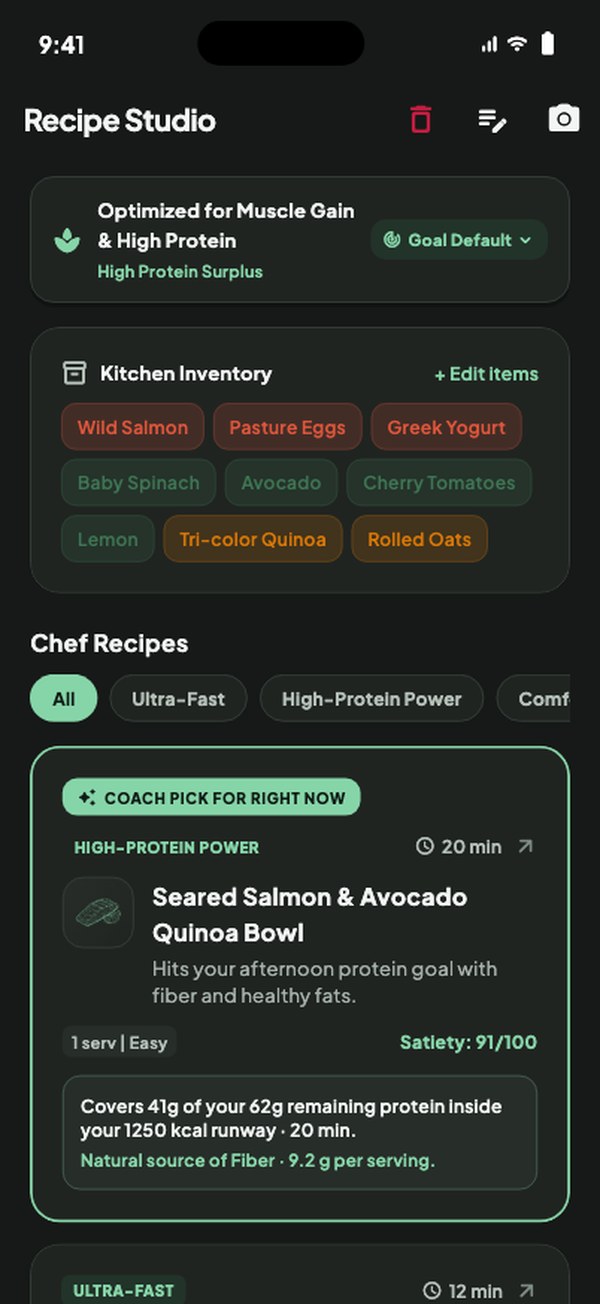 9:41
Recipe Studio
Optimized for Muscle Gain
& High Protein
High Protein Surplus
Goal Default
Kitchen Inventory
+ Edit items
Wild Salmon
Pasture Eggs
Greek Yogurt
Baby Spinach
Avocado
Cherry Tomatoes
Lemon
Tri-color Quinoa
Rolled Oats
Chef Recipes
All
Ultra-Fast
High-Protein Power
Comf
COACH PICK FOR RIGHT NOW
HIGH-PROTEIN POWER
20 min
Seared Salmon & Avocado
Quinoa Bowl
Hits your afternoon protein goal with
fiber and healthy fats.
1 serv | Easy
Satiety: 91/100
Covers 41g of your 62g remaining protein inside
your 1250 kcal runway · 20 min.
Natural source of Fiber · 9.2 g per serving.
ULTRA-FAST
12 min